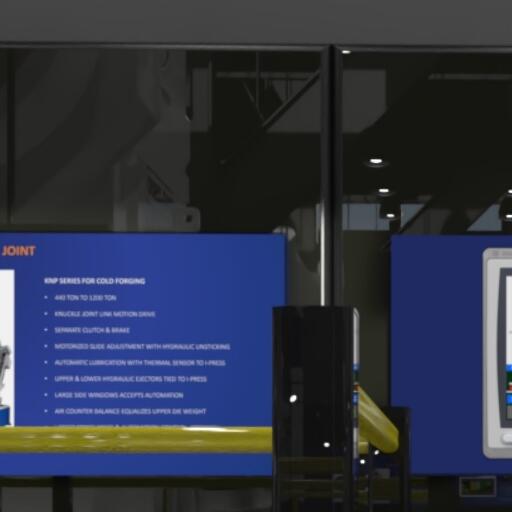 JOINT
KNP SERIES FOR COLD FORGING
• 440 TON TO 1200 TON
• KNUCKLE JOINT LINK MOTION DRIVE
• SEPARATE CLUTCH & BRAKE
• MOTORIZED SLIDE ADJUSTMENT WITH HYDRAULIC UNSTICKING
• AUTOMATIC LUBRICATION WITH THERMAL SENSOR TO I-PRESS
• UPPER & LOWER HYDRAULIC EJECTORS TIED TO I-PRESS
• LARGE SIDE WINDOWS ACCEPTS AUTOMATION
• AIR COUNTER BALANCE EQUALIZES UPPER DIE WEIGHT